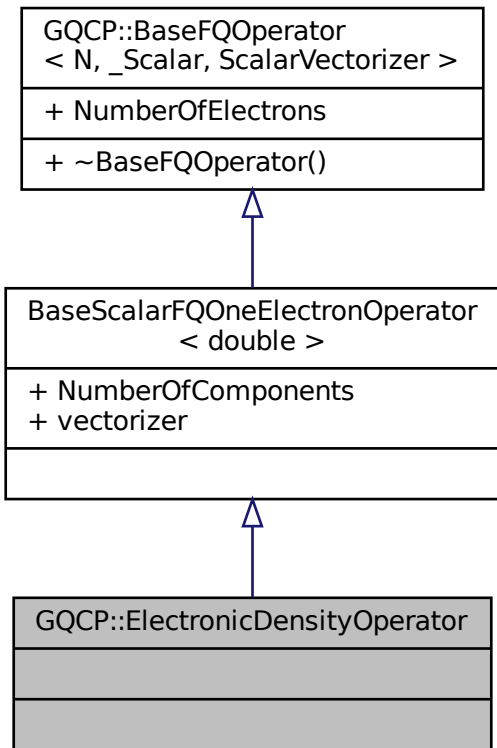 GQCP::BaseFQOperator
< N, _Scalar, ScalarVectorizer >
+ NumberOfElectrons
+ ~BaseFQOperator()
BaseScalarFQOneElectronOperator
< double >
+ NumberOfComponents
+ vectorizer
GQCP::ElectronicDensityOperator